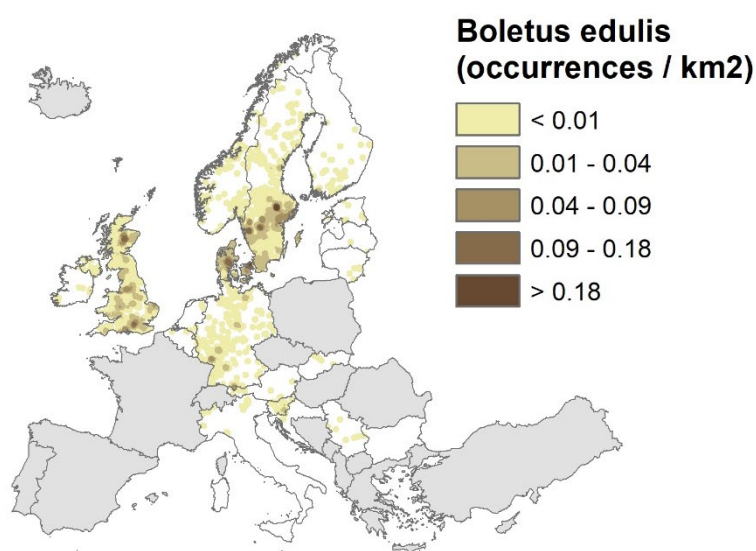 Boletus edulis
(occurrences / km2)
< 0.01
0.01 - 0.04
0.04 - 0.09
0.09 - 0.18
> 0.18